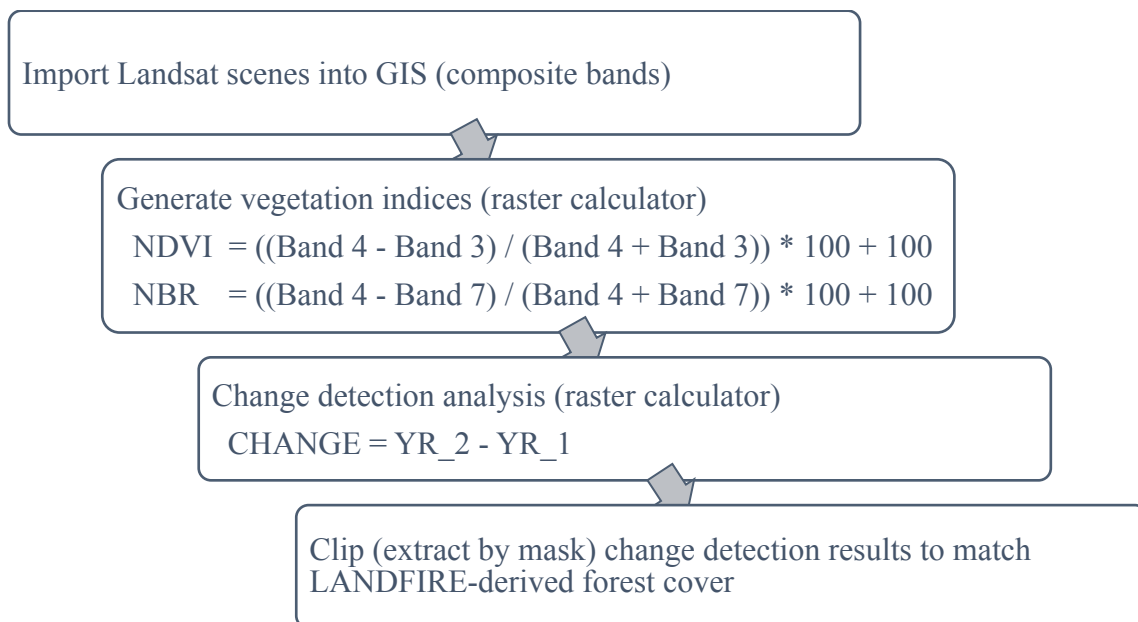 Import Landsat scenes into GIS (composite bands)
Generate vegetation indices (raster calculator)
NDVI = ((Band 4 - Band 3) / (Band 4 + Band 3)) * 100 + 100
NBR = ((Band 4 - Band 7) / (Band 4 + Band 7)) * 100 + 100
Change detection analysis (raster calculator)
CHANGE = YR_2 - YR_1
Clip (extract by mask) change detection results to match
LANDFIRE-derived forest cover